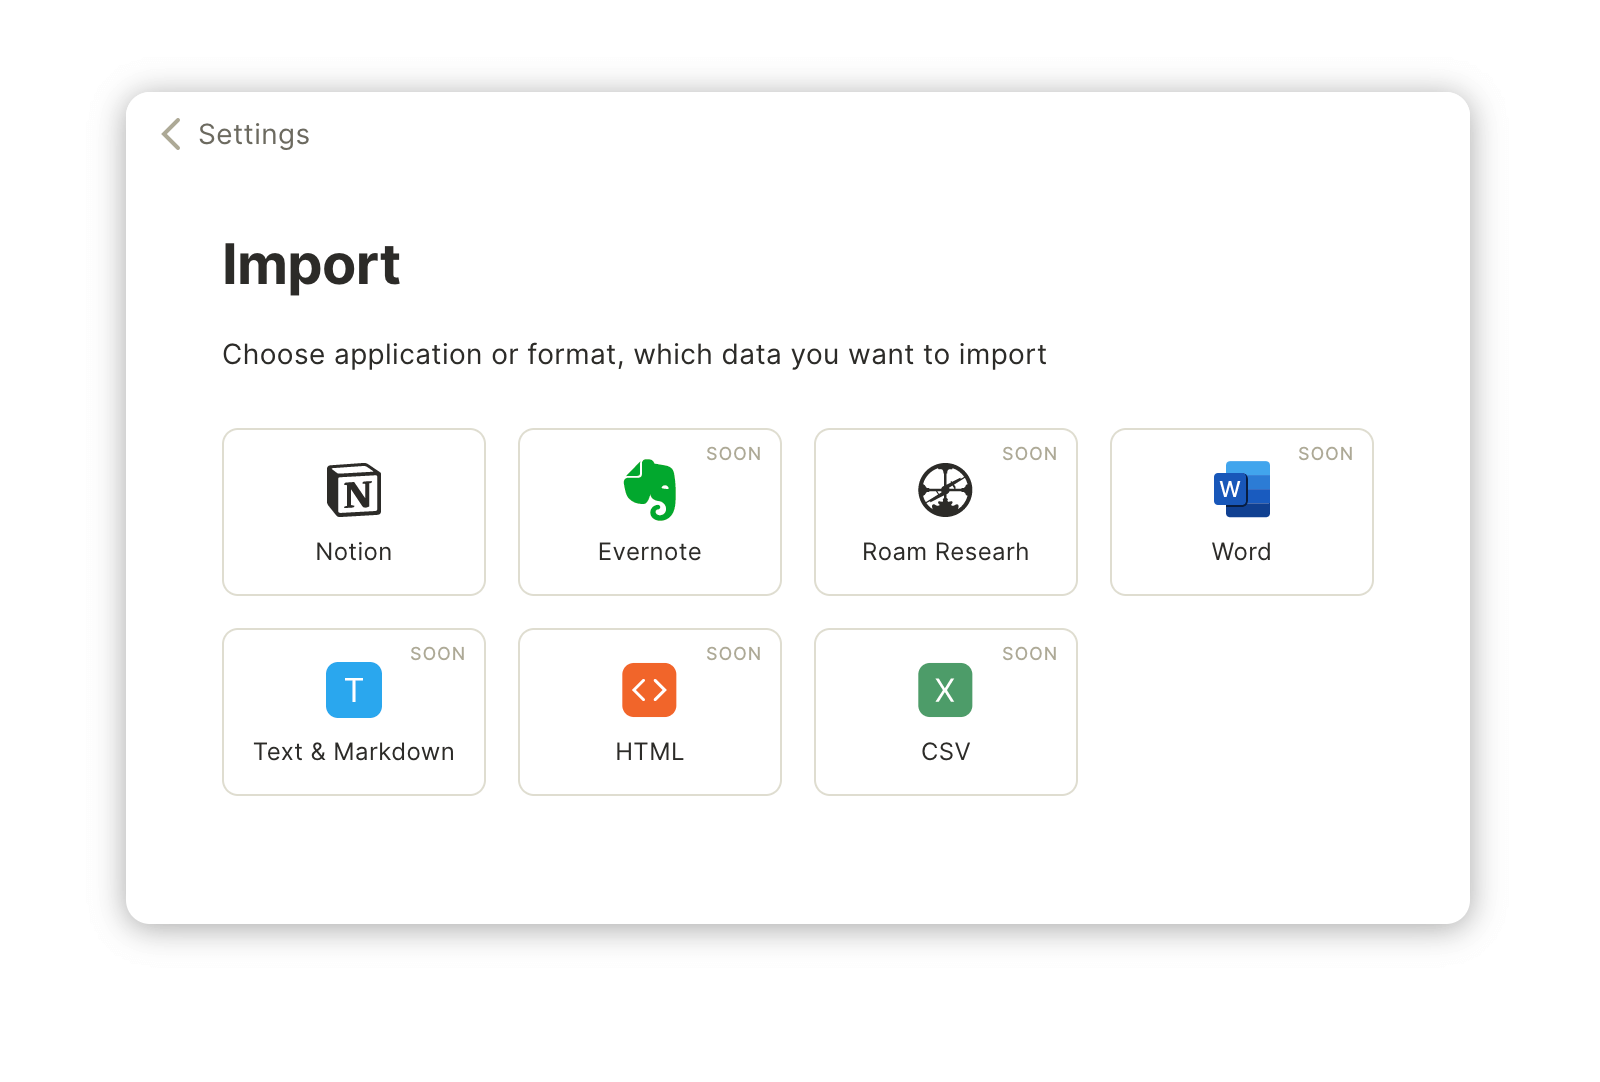 Settings
Import
Choose application or format, which data you want to import
N
Notion
SOON
Evernote
SOON
Roam Researh
SOON
W
Word
SOON
T
Text & Markdown
SOON
<>
HTML
SOON
X
CSV